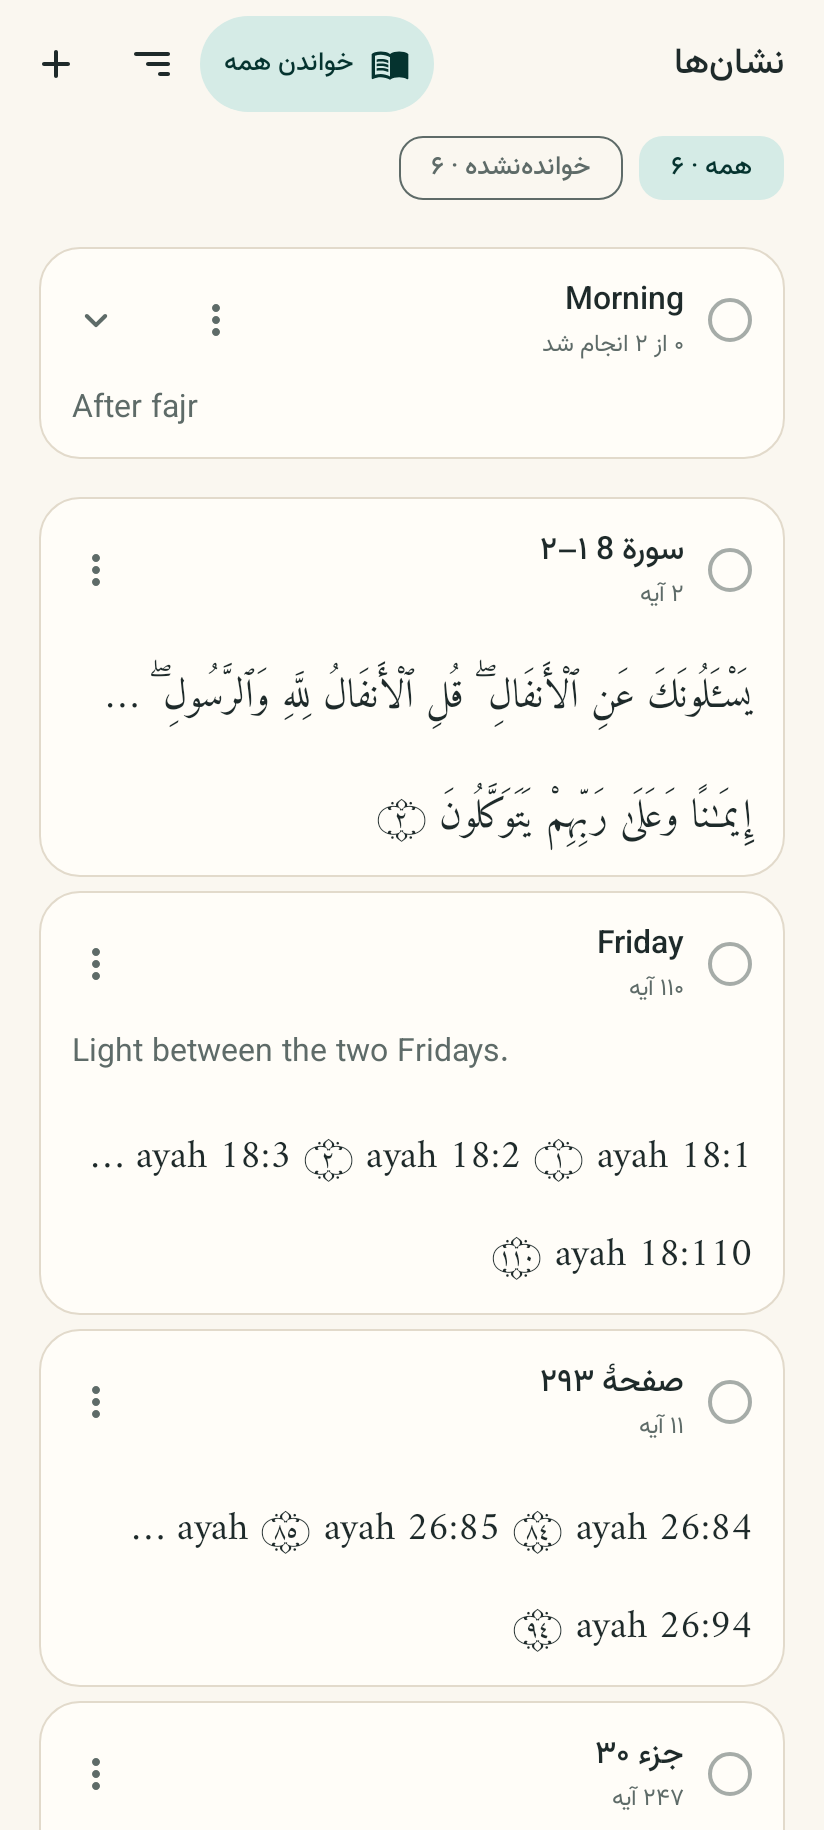 نشان‌ها
خواندن همه
همه · ۶
خوانده‌نشده · ۶
Morning
۰ از ۲ انجام شد
After fajr
سورة 8 ۱–۲
۲ آیه
يَسْـَٔلُونَكَ عَنِ ٱلْأَنفَالِ ۖ قُلِ ٱلْأَنفَالُ لِلَّهِ وَٱلرَّسُولِ ۖ ...
إِيمَـٰنًا وَعَلَىٰ رَبِّهِمْ يَتَوَكَّلُونَ ٢
Friday
۱۱۰ آیه
Light between the two Fridays.
ayah 18:1 ١ ayah 18:2 ٢ ayah 18:3 ...
ayah 18:110 ١١٠
صفحهٔ ۲۹۳
۱۱ آیه
ayah 26:84 ٨٤ ayah 26:85 ٨٥ ayah ...
ayah 26:94 ٩٤
جزء ۳۰
۲۴۷ آیه